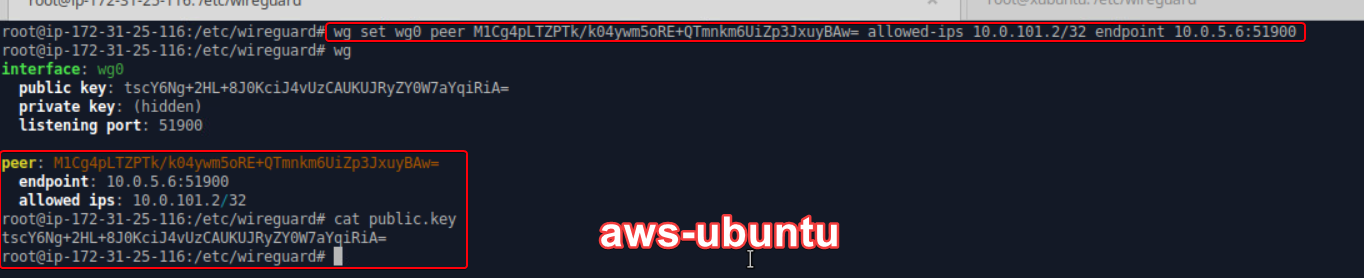 root@ip-172-31-25-116: /etc/wireguard
root@xubuntu: /etc/wireguard
root@ip-172-31-25-116:/etc/wireguard# wg set wg0 peer M1Cg4pLTZPTk/k04ywm5oRE+QTmnkm6UiZp3JxuyBAw= allowed-ips 10.0.101.2/32 endpoint 10.0.5.6:51900
root@ip-172-31-25-116:/etc/wireguard# wg
interface: wg0
public key: tscY6Ng+2HL+8J0KciJ4vUzCAUKUJRyZY0W7aYqiRiA=
private key: (hidden)
listening port: 51900
peer: M1Cg4pLTZPTk/k04ywm5oRE+QTmnkm6UiZp3JxuyBAw=
endpoint: 10.0.5.6:51900
allowed ips: 10.0.101.2/32
root@ip-172-31-25-116:/etc/wireguard# cat public.key
tscY6Ng+2HL+8J0KciJ4vUzCAUKUJRyZY0W7aYqiRiA=
root@ip-172-31-25-116:/etc/wireguard#
aws-ubuntu